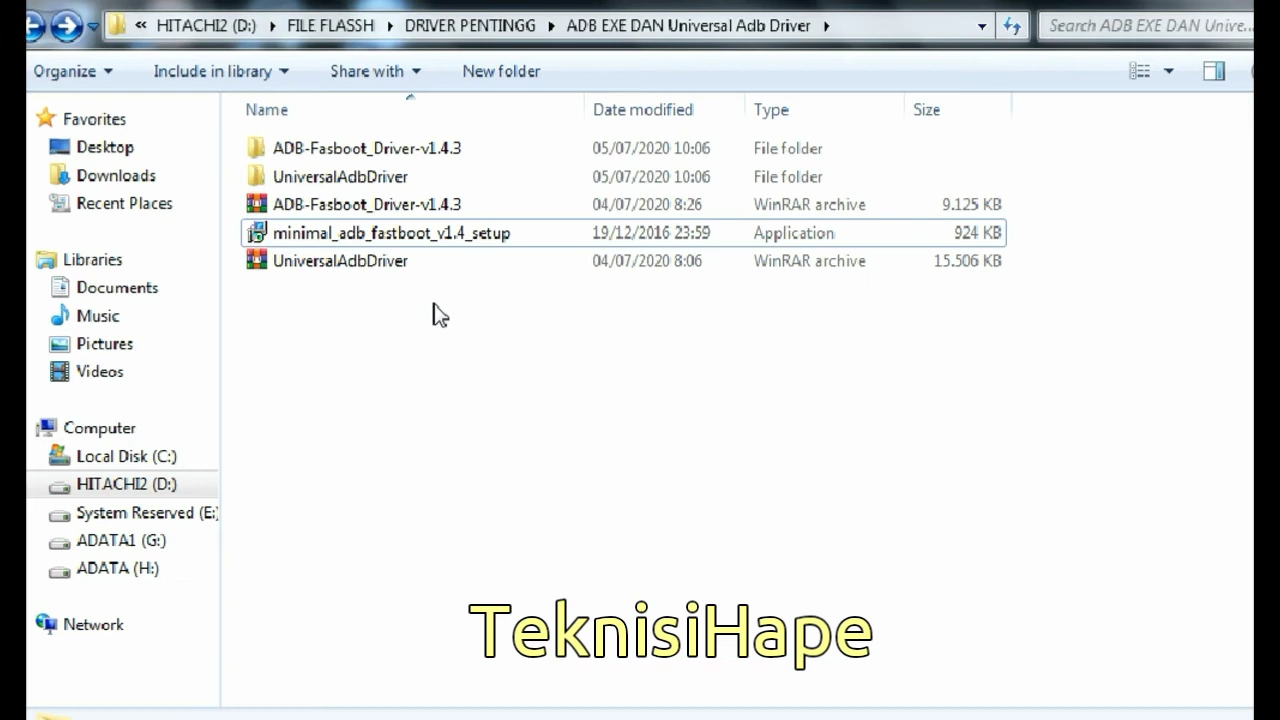 « HITACHI2 (D:) FILE FLASSH DRIVER PENTINGG ADB EXE DAN Universal Adb Driver Search ADB EXE DAN Unive...
Organize Include in library Share with New folder
Name Date modified Type Size
ADB-Fasboot_Driver-v1.4.3 05/07/2020 10:06 File folder
UniversalAdbDriver 05/07/2020 10:06 File folder
ADB-Fasboot_Driver-v1.4.3 04/07/2020 8:26 WinRAR archive 9.125 KB
minimal_adb_fastboot_v1.4_setup 19/12/2016 23:59 Application 924 KB
UniversalAdbDriver 04/07/2020 8:06 WinRAR archive 15.506 KB
Favorites
Desktop
Downloads
Recent Places
Libraries
Documents
Music
Pictures
Videos
Computer
Local Disk (C:)
HITACHI2 (D:)
System Reserved (E:
ADATA1 (G:)
ADATA (H:)
Network
TeknisiHape